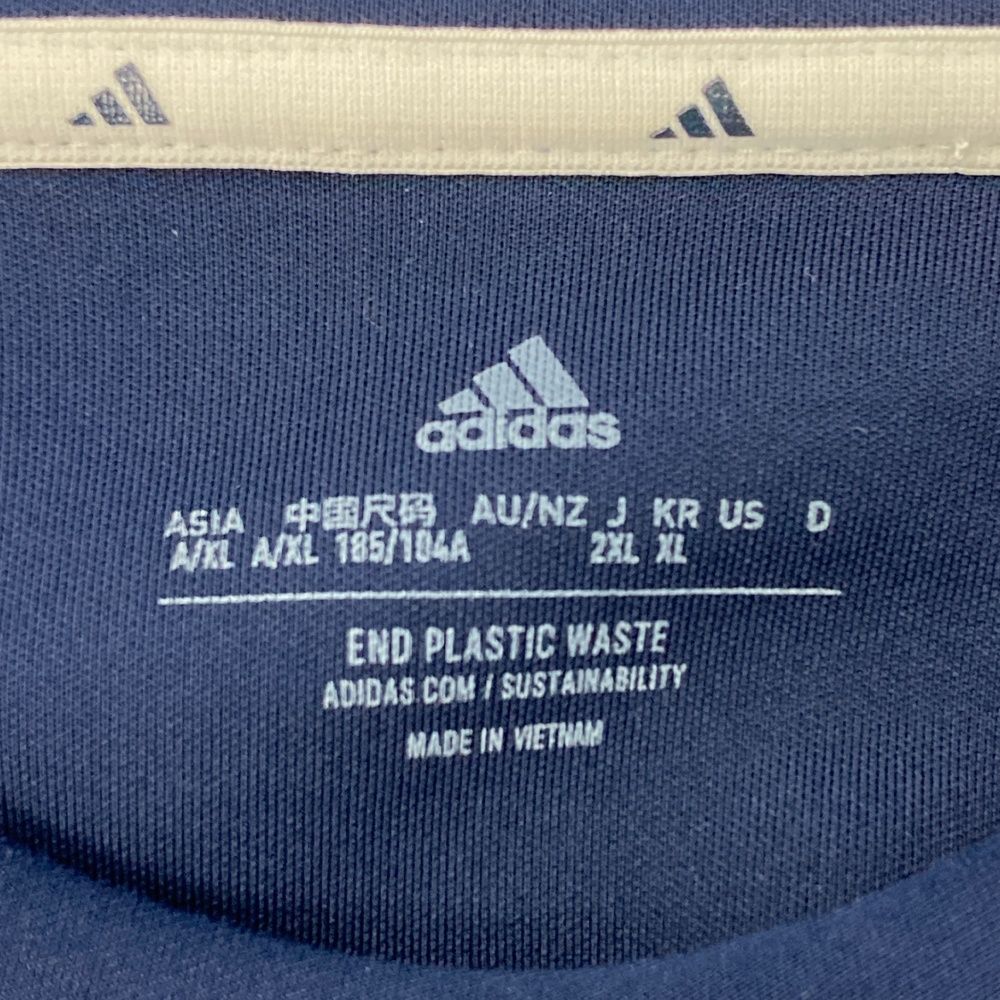 adidas
ASIA 中国尺码 AU/NZ J KR US D
A/XL A/XL 185/104A 2XL XL
END PLASTIC WASTE
ADIDAS.COM / SUSTAINABILITY
MADE IN VIETNAM